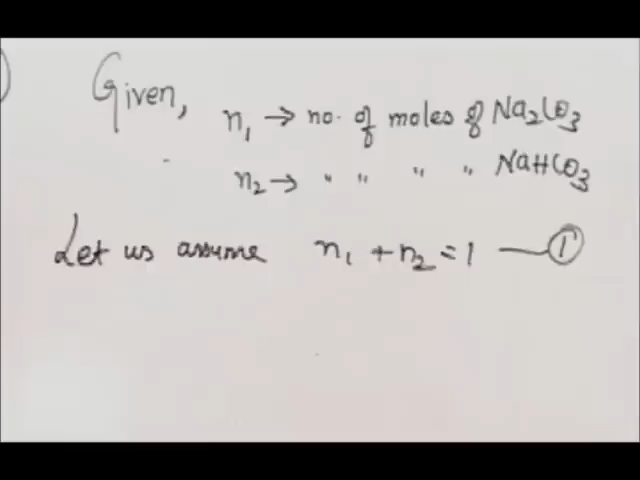 Given,
n₁ → no. of moles of Na₂CO₃
n₂ → " " " " NaHCO₃
Let us assume n₁ + n₂ = 1 — ①